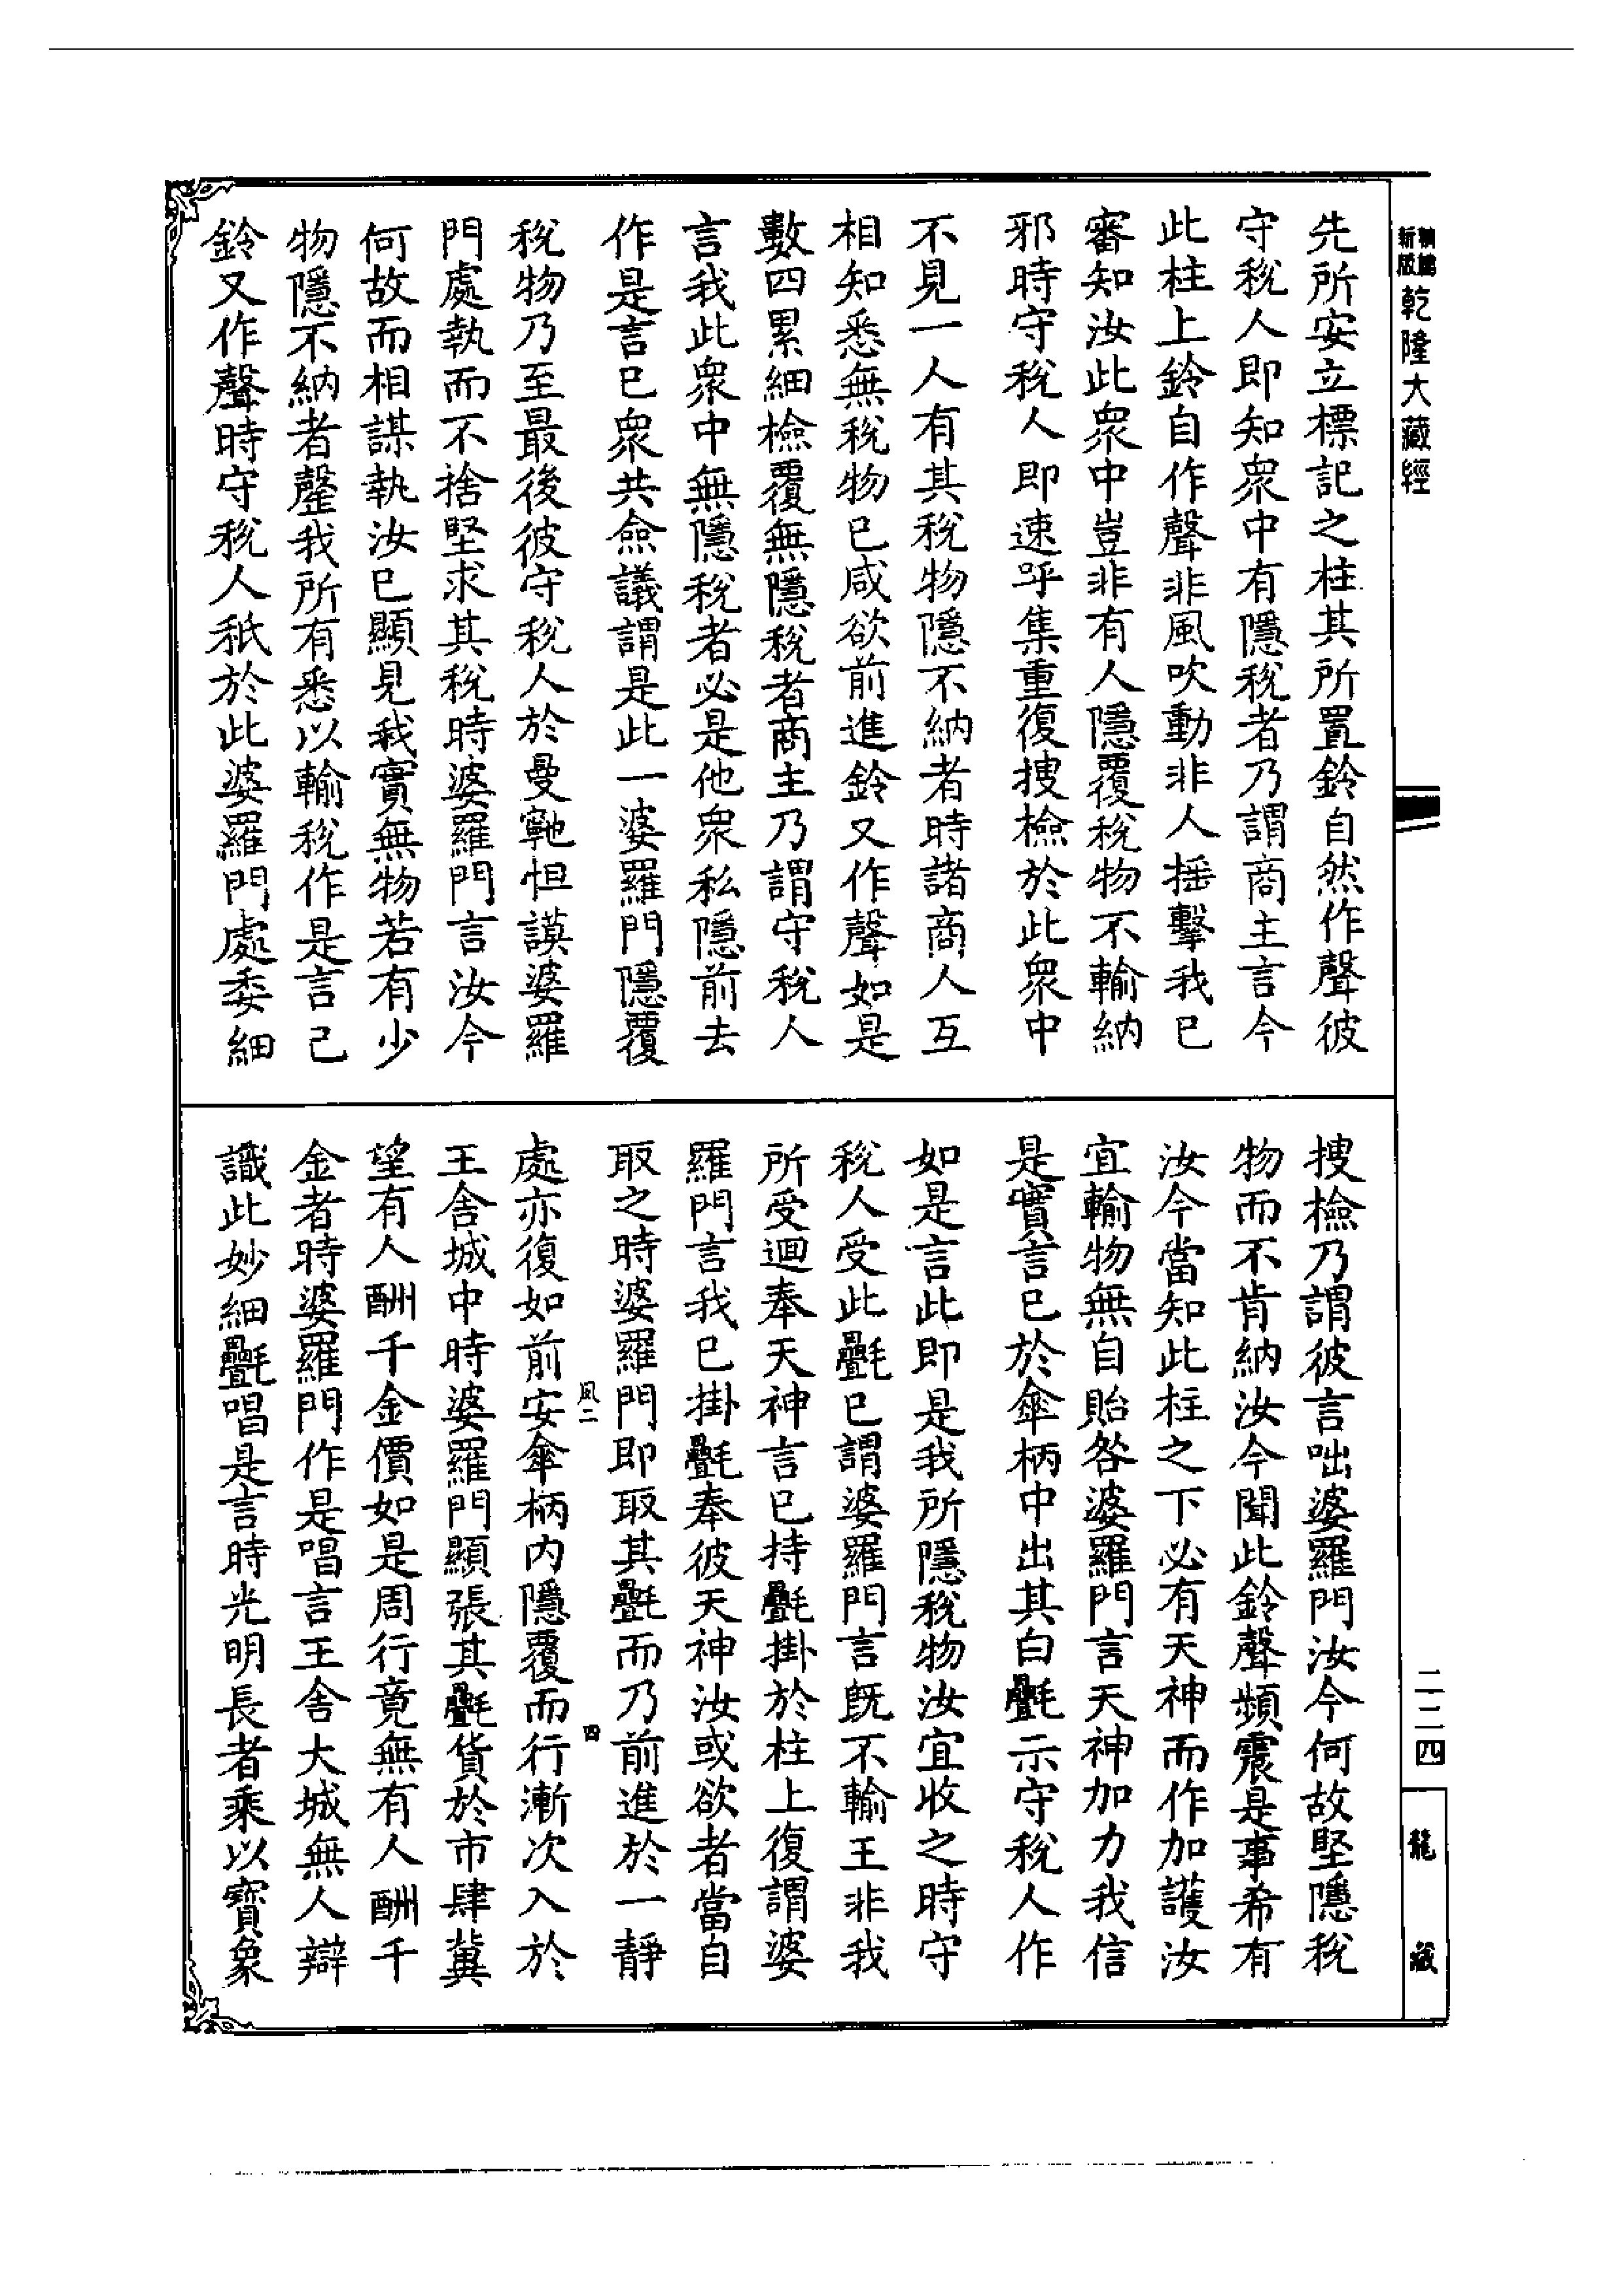 新版
乾隆大藏經
先所安立標記之柱其所置鈴自然作聲彼
守稅人即知衆中有隱稅者乃謂商主言今
此柱上鈴自作聲非風吹動非人搖擊我已
審知汝此衆中豈非有人隱覆稅物不輸納
邪時守稅人即速呼集重復搜檢於此衆中
不見一人有其稅物隱不納者時諸商人互
相知悉無稅物已咸欲前進鈴又作聲如是
數四累細檢覆無隱稅者商主乃謂守稅人
言我此衆中無隱稅者必是他衆私隱前去
作是言已衆共僉議謂是此一婆羅門隱覆
稅物乃至最後彼守稅人於曼䭾怛謨婆羅
門處執而不捨堅求其稅時婆羅門言汝今
何故而相謀執汝已顯見我實無物若有少
物隱不納者罄我所有悉以輸稅作是言已
鈴又作聲時守稅人秖於此婆羅門處委細
搜檢乃謂彼言咄婆羅門汝今何故堅隱稅
物而不肯納汝今聞此鈴聲頻震是事希有
汝今當知此柱之下必有天神而作加護汝
宜輸物無自貽咎婆羅門言天神加力我信
是實言已於傘柄中出其白㲲示守稅人作
如是言此即是我所隱稅物汝宜收之時守
稅人受此㲲已謂婆羅門言旣不輸王非我
所受迴奉天神言已持㲲掛於柱上復謂婆
羅門言我已掛㲲奉彼天神汝或欲者當自
取之時婆羅門即取其㲲而乃前進於一靜
處亦復如前安傘柄內隱覆而行漸次入於
王舍城中時婆羅門顯張其㲲貨於市肆冀
望有人酬千金價如是周行竟無有人酬千
金者時婆羅門作是唱言王舍大城無人辯
識此妙細㲲唱是言時光明長者乘以寶象
風二
四
二二四
龍藏